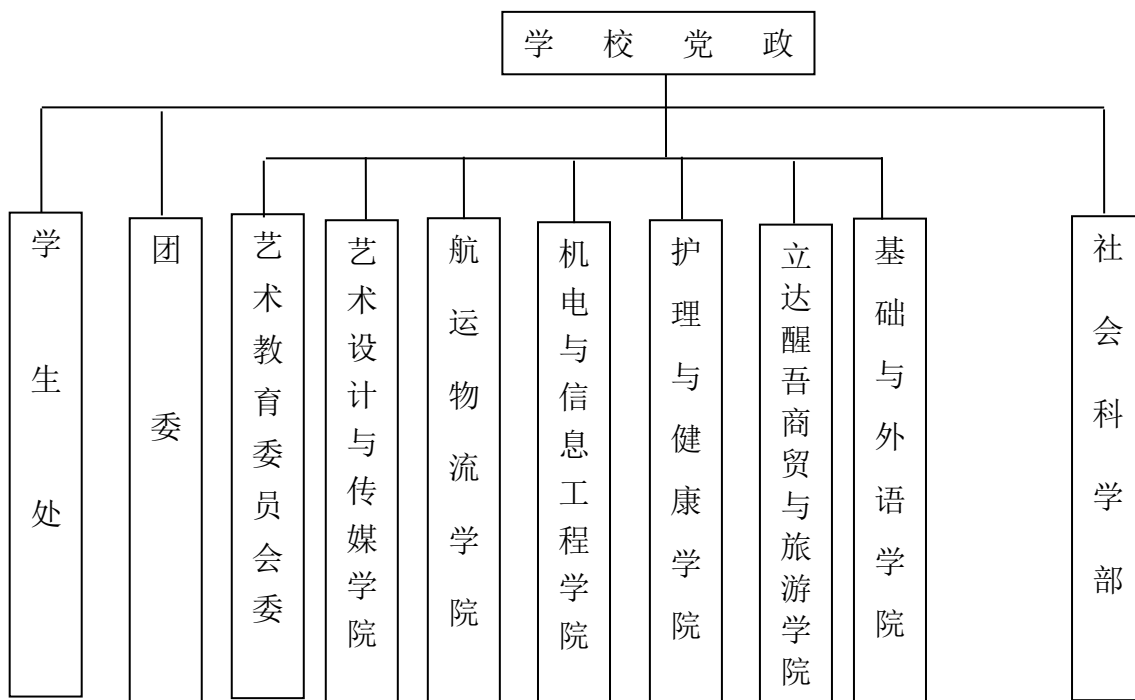 学校党政
学生处
团委
艺术教育委员会委
艺术设计与传媒学院
航运物流学院
机电与信息工程学院
护理与健康学院
立达醒吾商贸与旅游学院
基础与外语学院
社会科学部